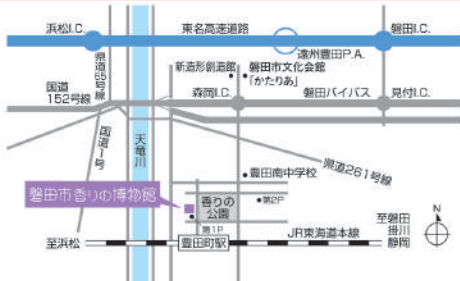 浜松I.C.
東名高速道路
磐田I.C.
県道65号線
遠州豊田P.A.
新造形創造館
磐田市文化会館
「かたりあ」
国道
152号線
森岡I.C.
磐田バイパス
見付I.C.
国道1号
天竜川
県道261号線
豊田南中学校
磐田市香りの博物館
香りの
公園
第2P
第1P
至浜松
豊田町駅
JR東海道本線
至磐田
掛川
静岡
N